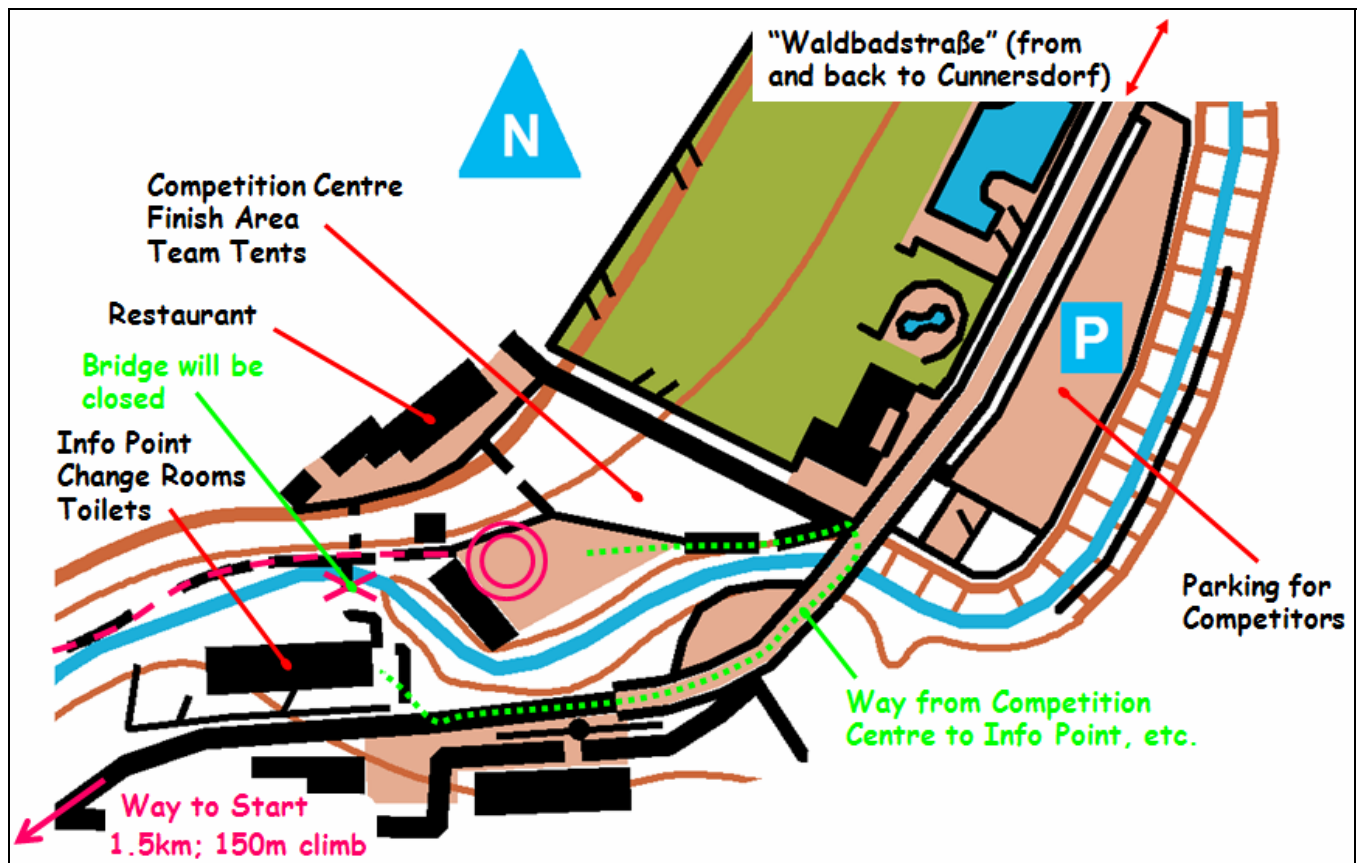 “Waldbadstraße” (from
and back to Cunnersdorf)
N
Competition Centre
Finish Area
Team Tents
Restaurant
Bridge will be
closed
Info Point
Change Rooms
Toilets
P
Parking for
Competitors
Way from Competition
Centre to Info Point, etc.
Way to Start
1.5km; 150m climb